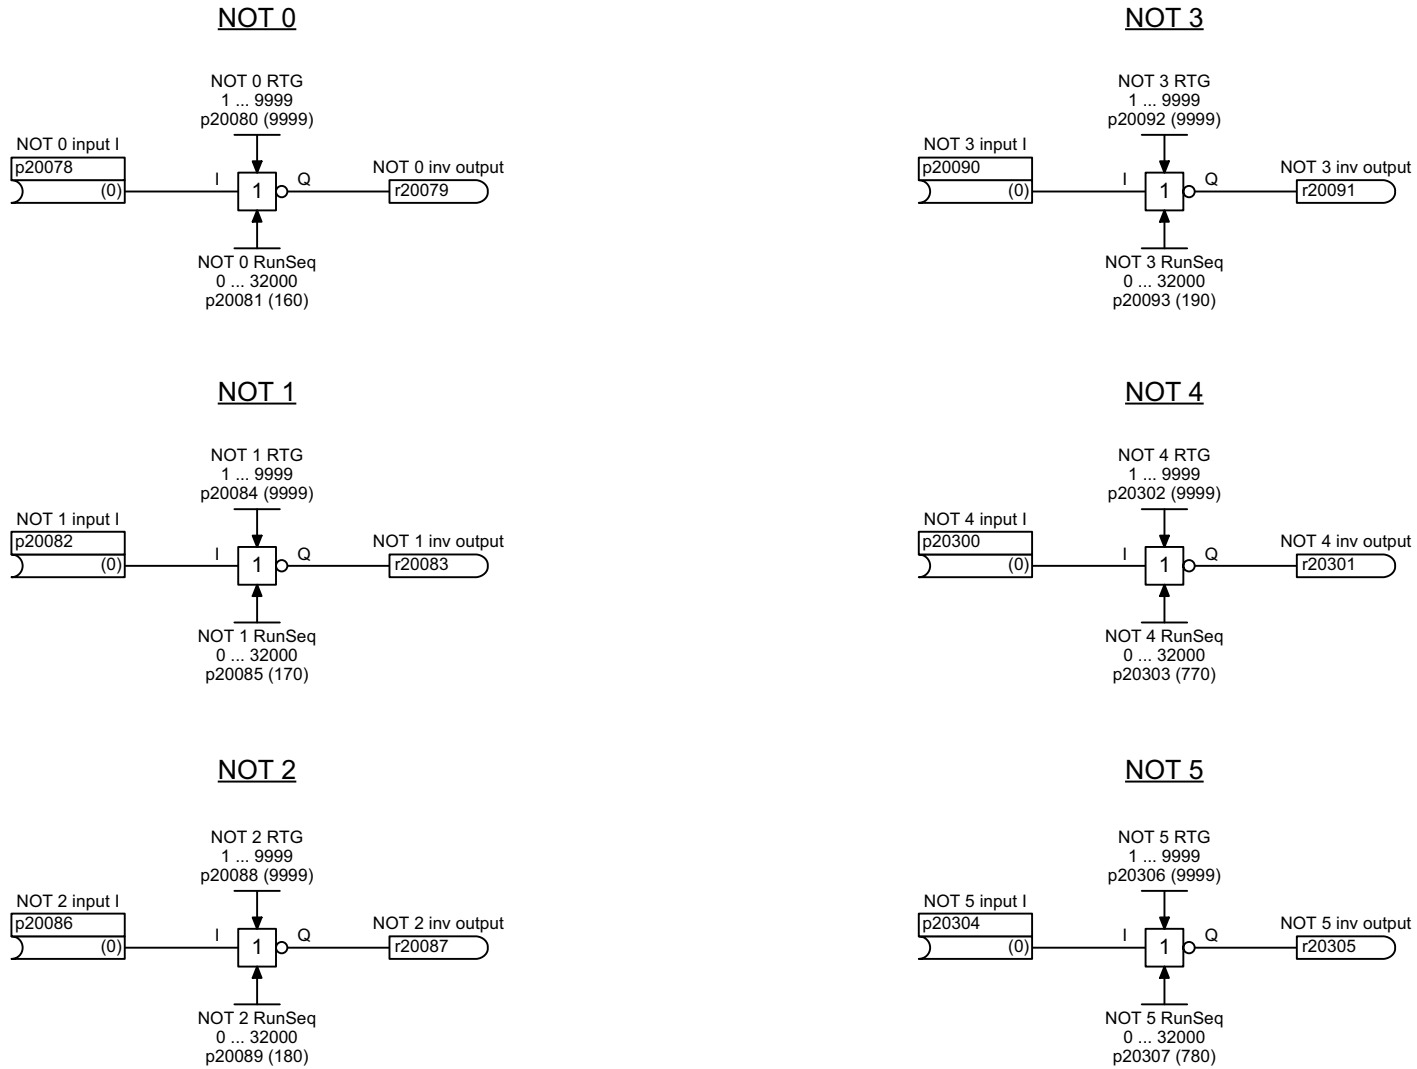 NOT 0
NOT 0 RTG
1 ... 9999
p20080 (9999)
NOT 0 input I
p20078
(0)
I
1
Q
NOT 0 inv output
r20079
NOT 0 RunSeq
0 ... 32000
p20081 (160)
NOT 1
NOT 1 RTG
1 ... 9999
p20084 (9999)
NOT 1 input I
p20082
(0)
I
1
Q
NOT 1 inv output
r20083
NOT 1 RunSeq
0 ... 32000
p20085 (170)
NOT 2
NOT 2 RTG
1 ... 9999
p20088 (9999)
NOT 2 input I
p20086
(0)
I
1
Q
NOT 2 inv output
r20087
NOT 2 RunSeq
0 ... 32000
p20089 (180)
NOT 3
NOT 3 RTG
1 ... 9999
p20092 (9999)
NOT 3 input I
p20090
(0)
I
1
Q
NOT 3 inv output
r20091
NOT 3 RunSeq
0 ... 32000
p20093 (190)
NOT 4
NOT 4 RTG
1 ... 9999
p20302 (9999)
NOT 4 input I
p20300
(0)
I
1
Q
NOT 4 inv output
r20301
NOT 4 RunSeq
0 ... 32000
p20303 (770)
NOT 5
NOT 5 RTG
1 ... 9999
p20306 (9999)
NOT 5 input I
p20304
(0)
I
1
Q
NOT 5 inv output
r20305
NOT 5 RunSeq
0 ... 32000
p20307 (780)